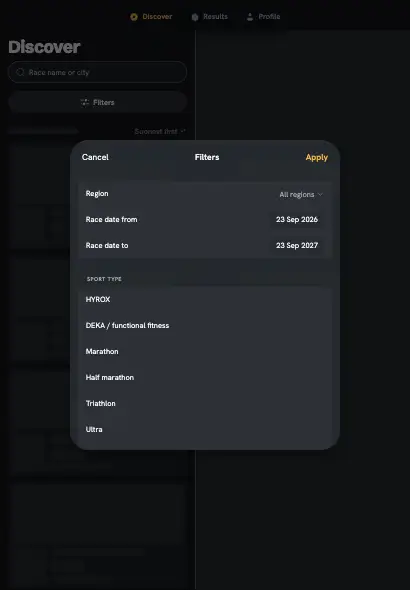 Discover
Results
Profile
Discover
Race name or city
Filters
Soonest first
Cancel
Filters
Apply
Region
All regions
Race date from
23 Sep 2026
Race date to
23 Sep 2027
SPORT TYPE
HYROX
DEKA / functional fitness
Marathon
Half marathon
Triathlon
Ultra